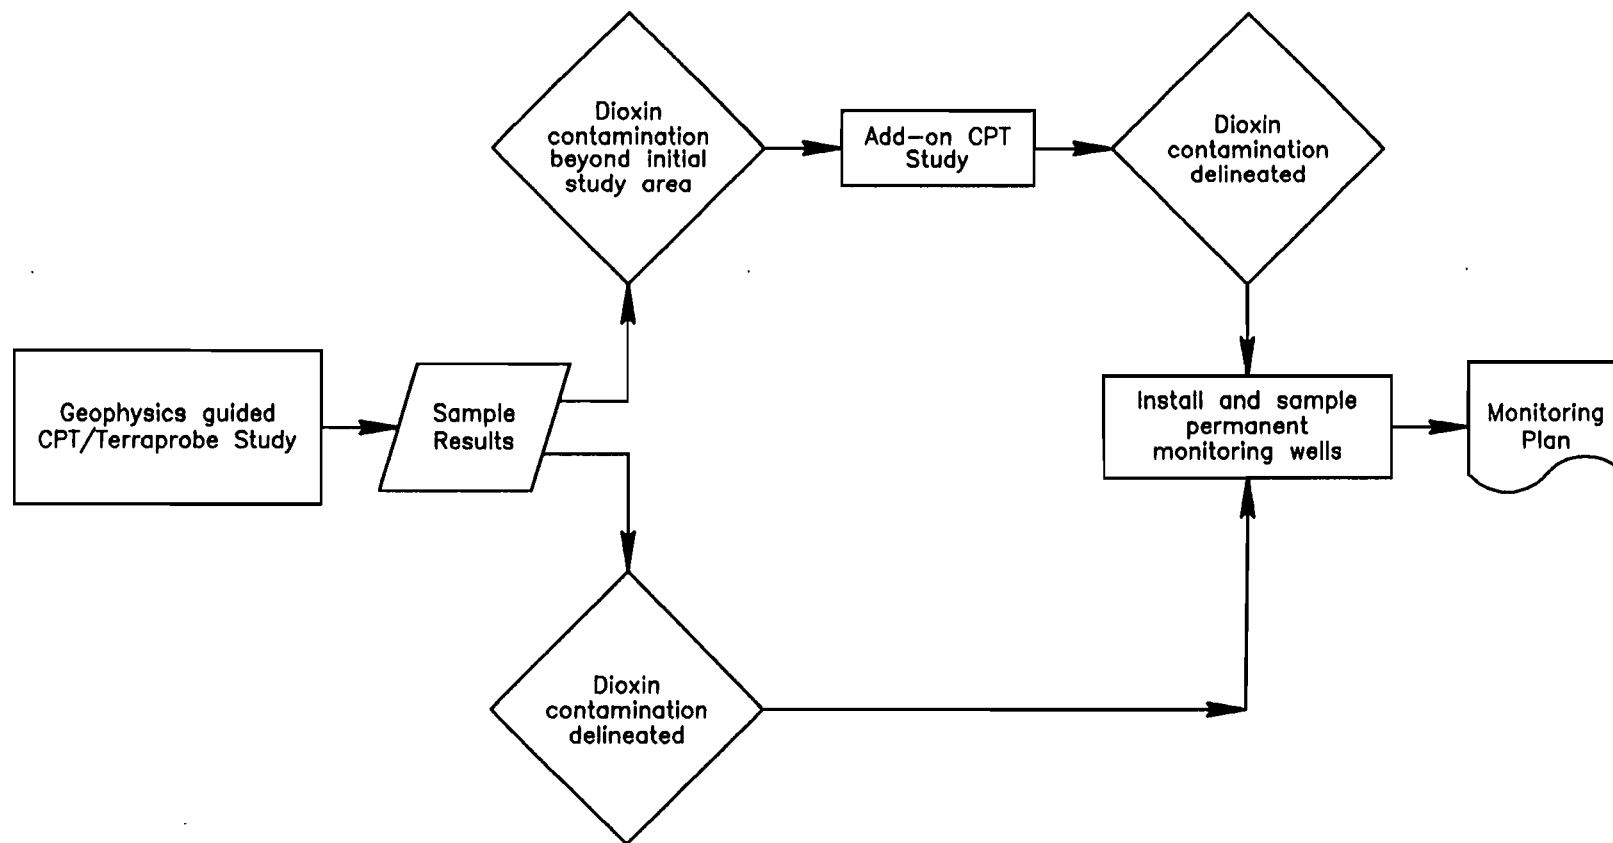 Dioxin
contamination
beyond initial
study area
Add-on CPT
Study
Dioxin
contamination
delineated
Geophysics guided
CPT/Terraprobe Study
Sample
Results
Install and sample
permanent
monitoring wells
Monitoring
Plan
Dioxin
contamination
delineated